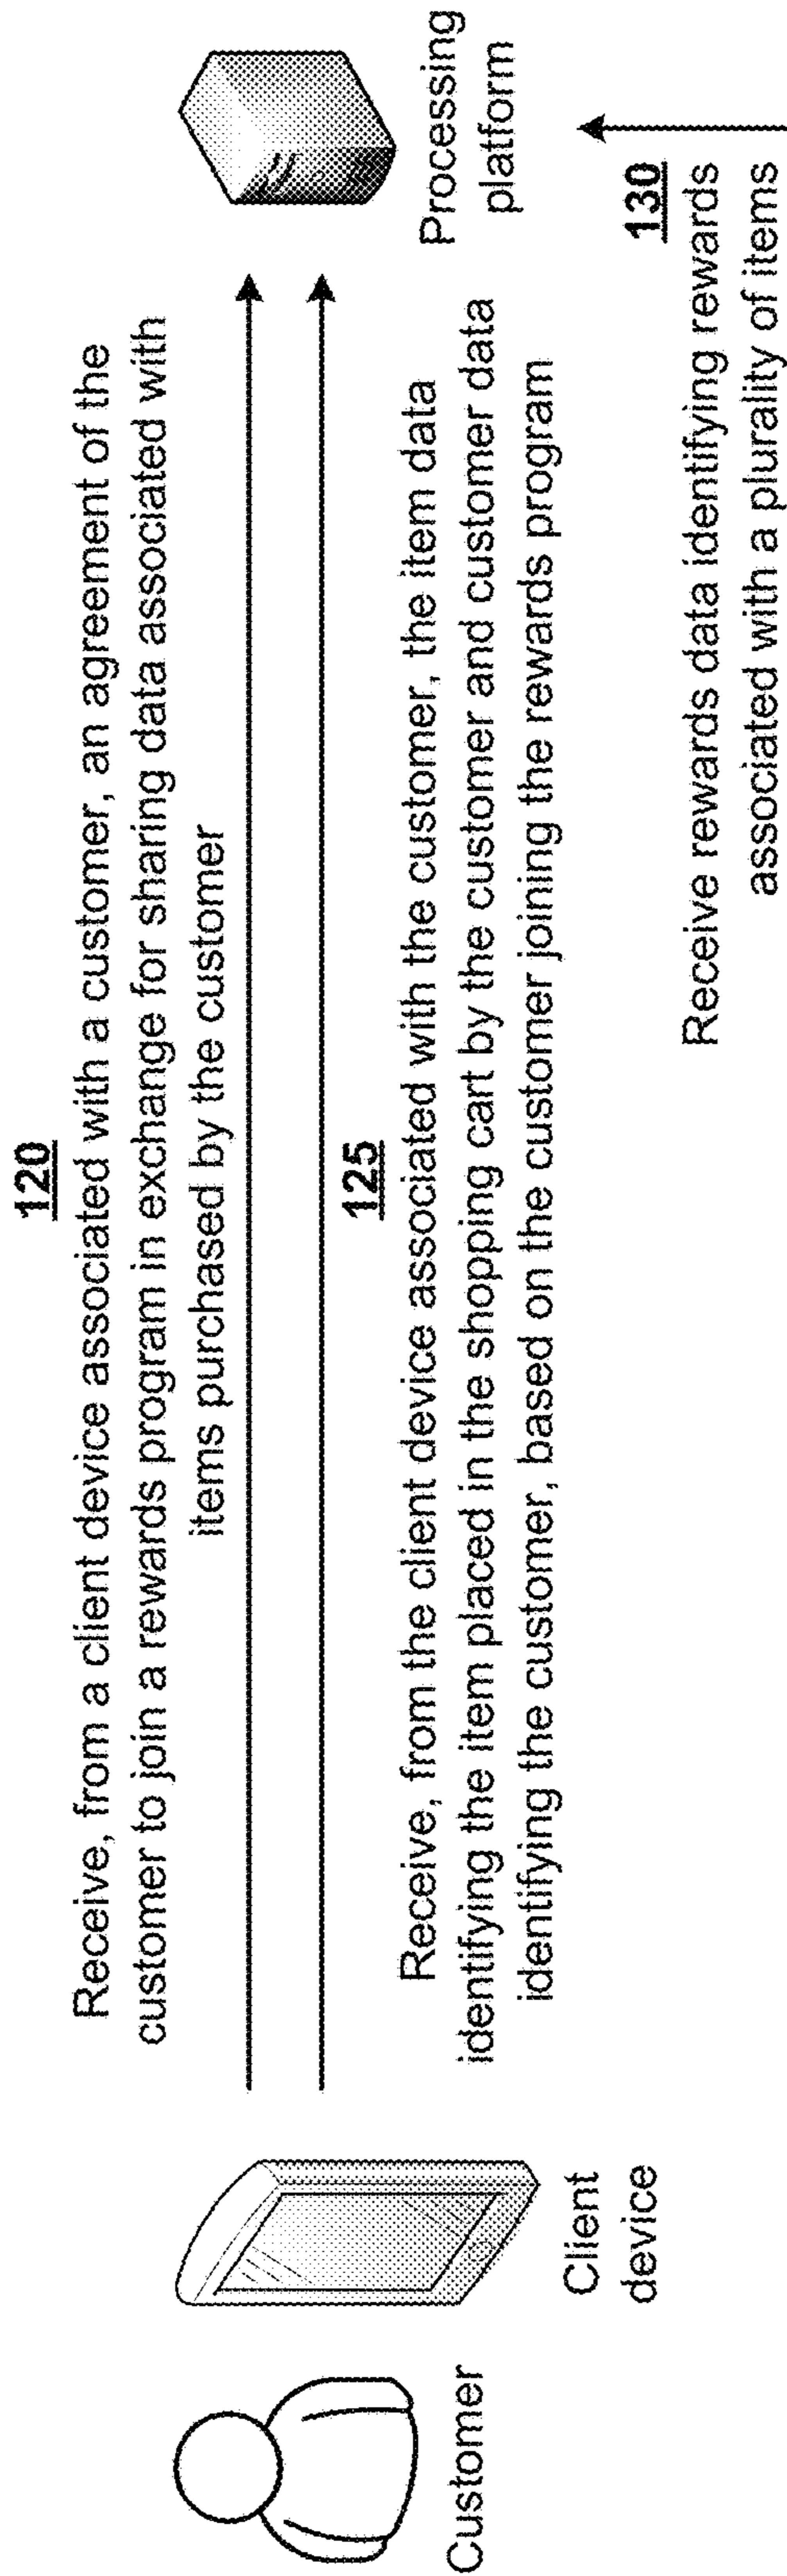 120
Receive, from a client device associated with a customer, an agreement of the
customer to join a rewards program in exchange for sharing data associated with
items purchased by the customer
125
Receive, from the client device associated with the customer, the item data
identifying the item placed in the shopping cart by the customer and customer data
identifying the customer, based on the customer joining the rewards program
Customer
Client
device
Processing
platform
130
Receive rewards data identifying rewards
associated with a plurality of items